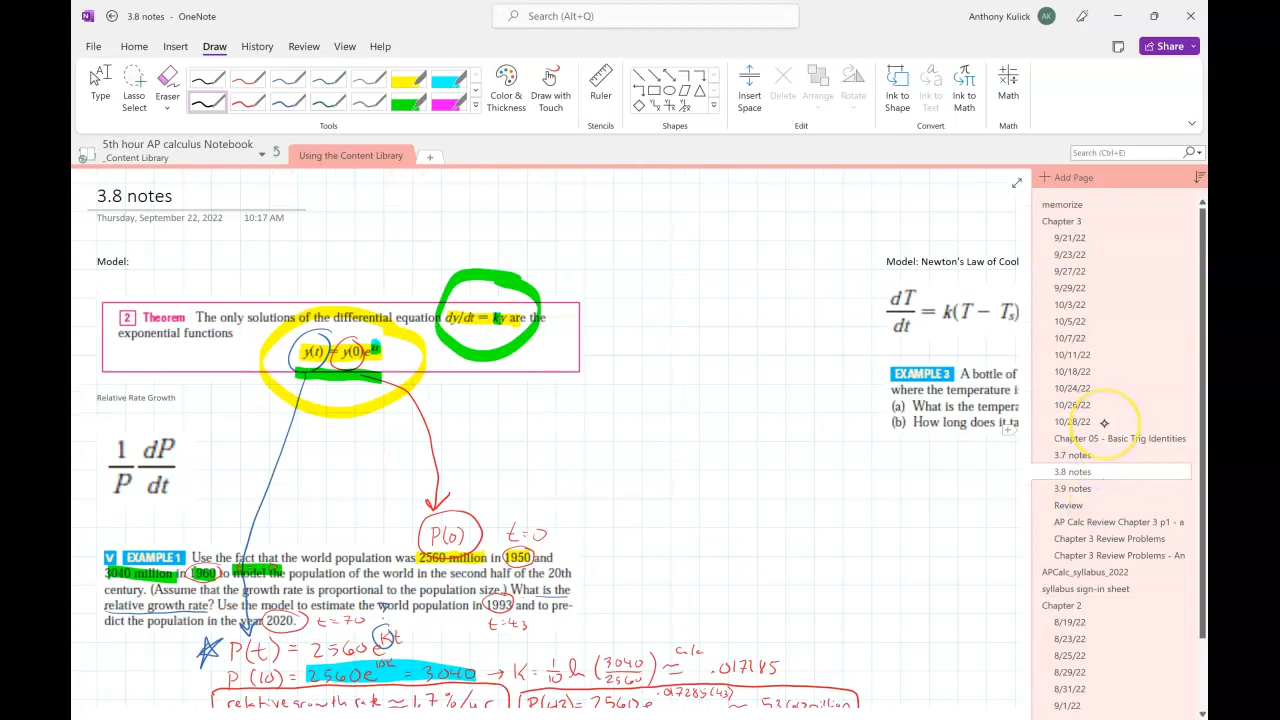 3.8 notes - OneNote
Search (Alt+Q)
Anthony Kulick
AK
File Home Insert Draw History Review View Help
Share
Type
Lasso Select
Eraser
Color & Thickness
Draw with Touch
Ruler
Insert Space
Delete
Arrange
Rotate
Ink to Shape
Ink to Text
Ink to Math
Math
Tools
Stencils
Shapes
Edit
Convert
Math
5th hour AP calculus Notebook
_Content Library
Using the Content Library
Search (Ctrl+E)
Add Page
3.8 notes
Thursday, September 22, 2022 10:17 AM
Model:
2 Theorem The only solutions of the differential equation dy/dt = ky are the
exponential functions
y(t) = y(0)e^kt
Relative Rate Growth
1/P dP/dt
P(0) t=0
V EXAMPLE 1 Use the fact that the world population was 2560 million in 1950 and
3040 million in 1960 to model the population of the world in the second half of the 20th
century. (Assume that the growth rate is proportional to the population size.) What is the
relative growth rate? Use the model to estimate the world population in 1993 and to pre-
dict the population in the year 2020.
t=70
t=43
P(t) = 2560e^kt
P(10) = 2560e^10k = 3040 → K = 1/10 ln (3040/2560) ≈ calc .017185
relative growth rate ≈ 1.7%/yr
P(43) = 2560e^.017285(43) ≈ million
Model: Newton's Law of Cool
dT/dt = k(T − Ts)
EXAMPLE 3 A bottle of
where the temperature i
(a) What is the tempera
(b) How long does it ta
memorize
Chapter 3
9/21/22
9/23/22
9/27/22
9/29/22
10/3/22
10/5/22
10/7/22
10/11/22
10/18/22
10/24/22
10/26/22
10/28/22
Chapter 05 - Basic Trig Identities
3.7 notes
3.8 notes
3.9 notes
Review
AP Calc Review Chapter 3 p1 - a
Chapter 3 Review Problems
Chapter 3 Review Problems - An
APCalc_syllabus_2022
syllabus sign-in sheet
Chapter 2
8/19/22
8/23/22
8/25/22
8/29/22
8/31/22
9/1/22